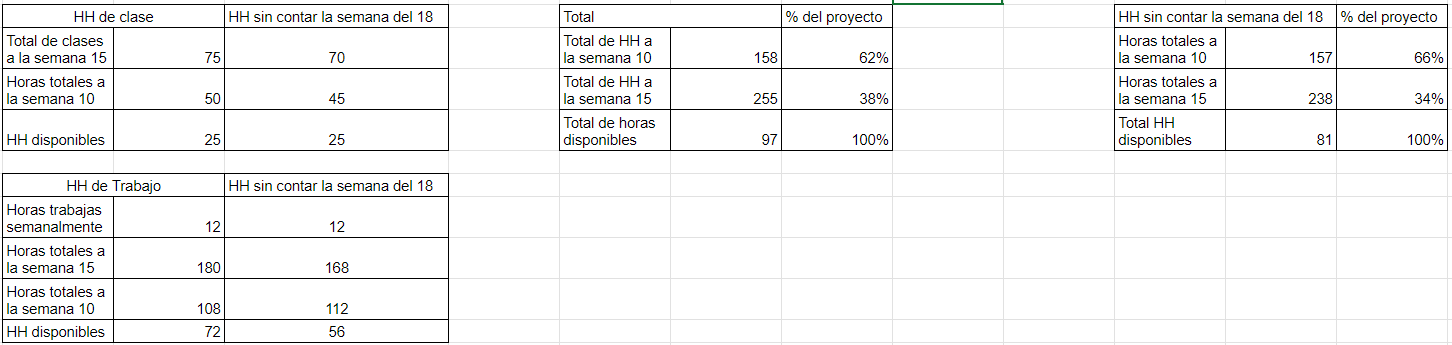 HH de clase HH sin contar la semana del 18
Total de clases
a la semana 15 75 70
Horas totales a
la semana 10 50 45
HH disponibles 25 25
Total % del proyecto
Total de HH a
la semana 10 158 62%
Total de HH a
la semana 15 255 38%
Total de horas
disponibles 97 100%
HH sin contar la semana del 18 % del proyecto
Horas totales a
la semana 10 157 66%
Horas totales a
la semana 15 238 34%
Total HH
disponibles 81 100%
HH de Trabajo HH sin contar la semana del 18
Horas trabajas
semanalmente 12 12
Horas totales a
la semana 15 180 168
Horas totales a
la semana 10 108 112
HH disponibles 72 56